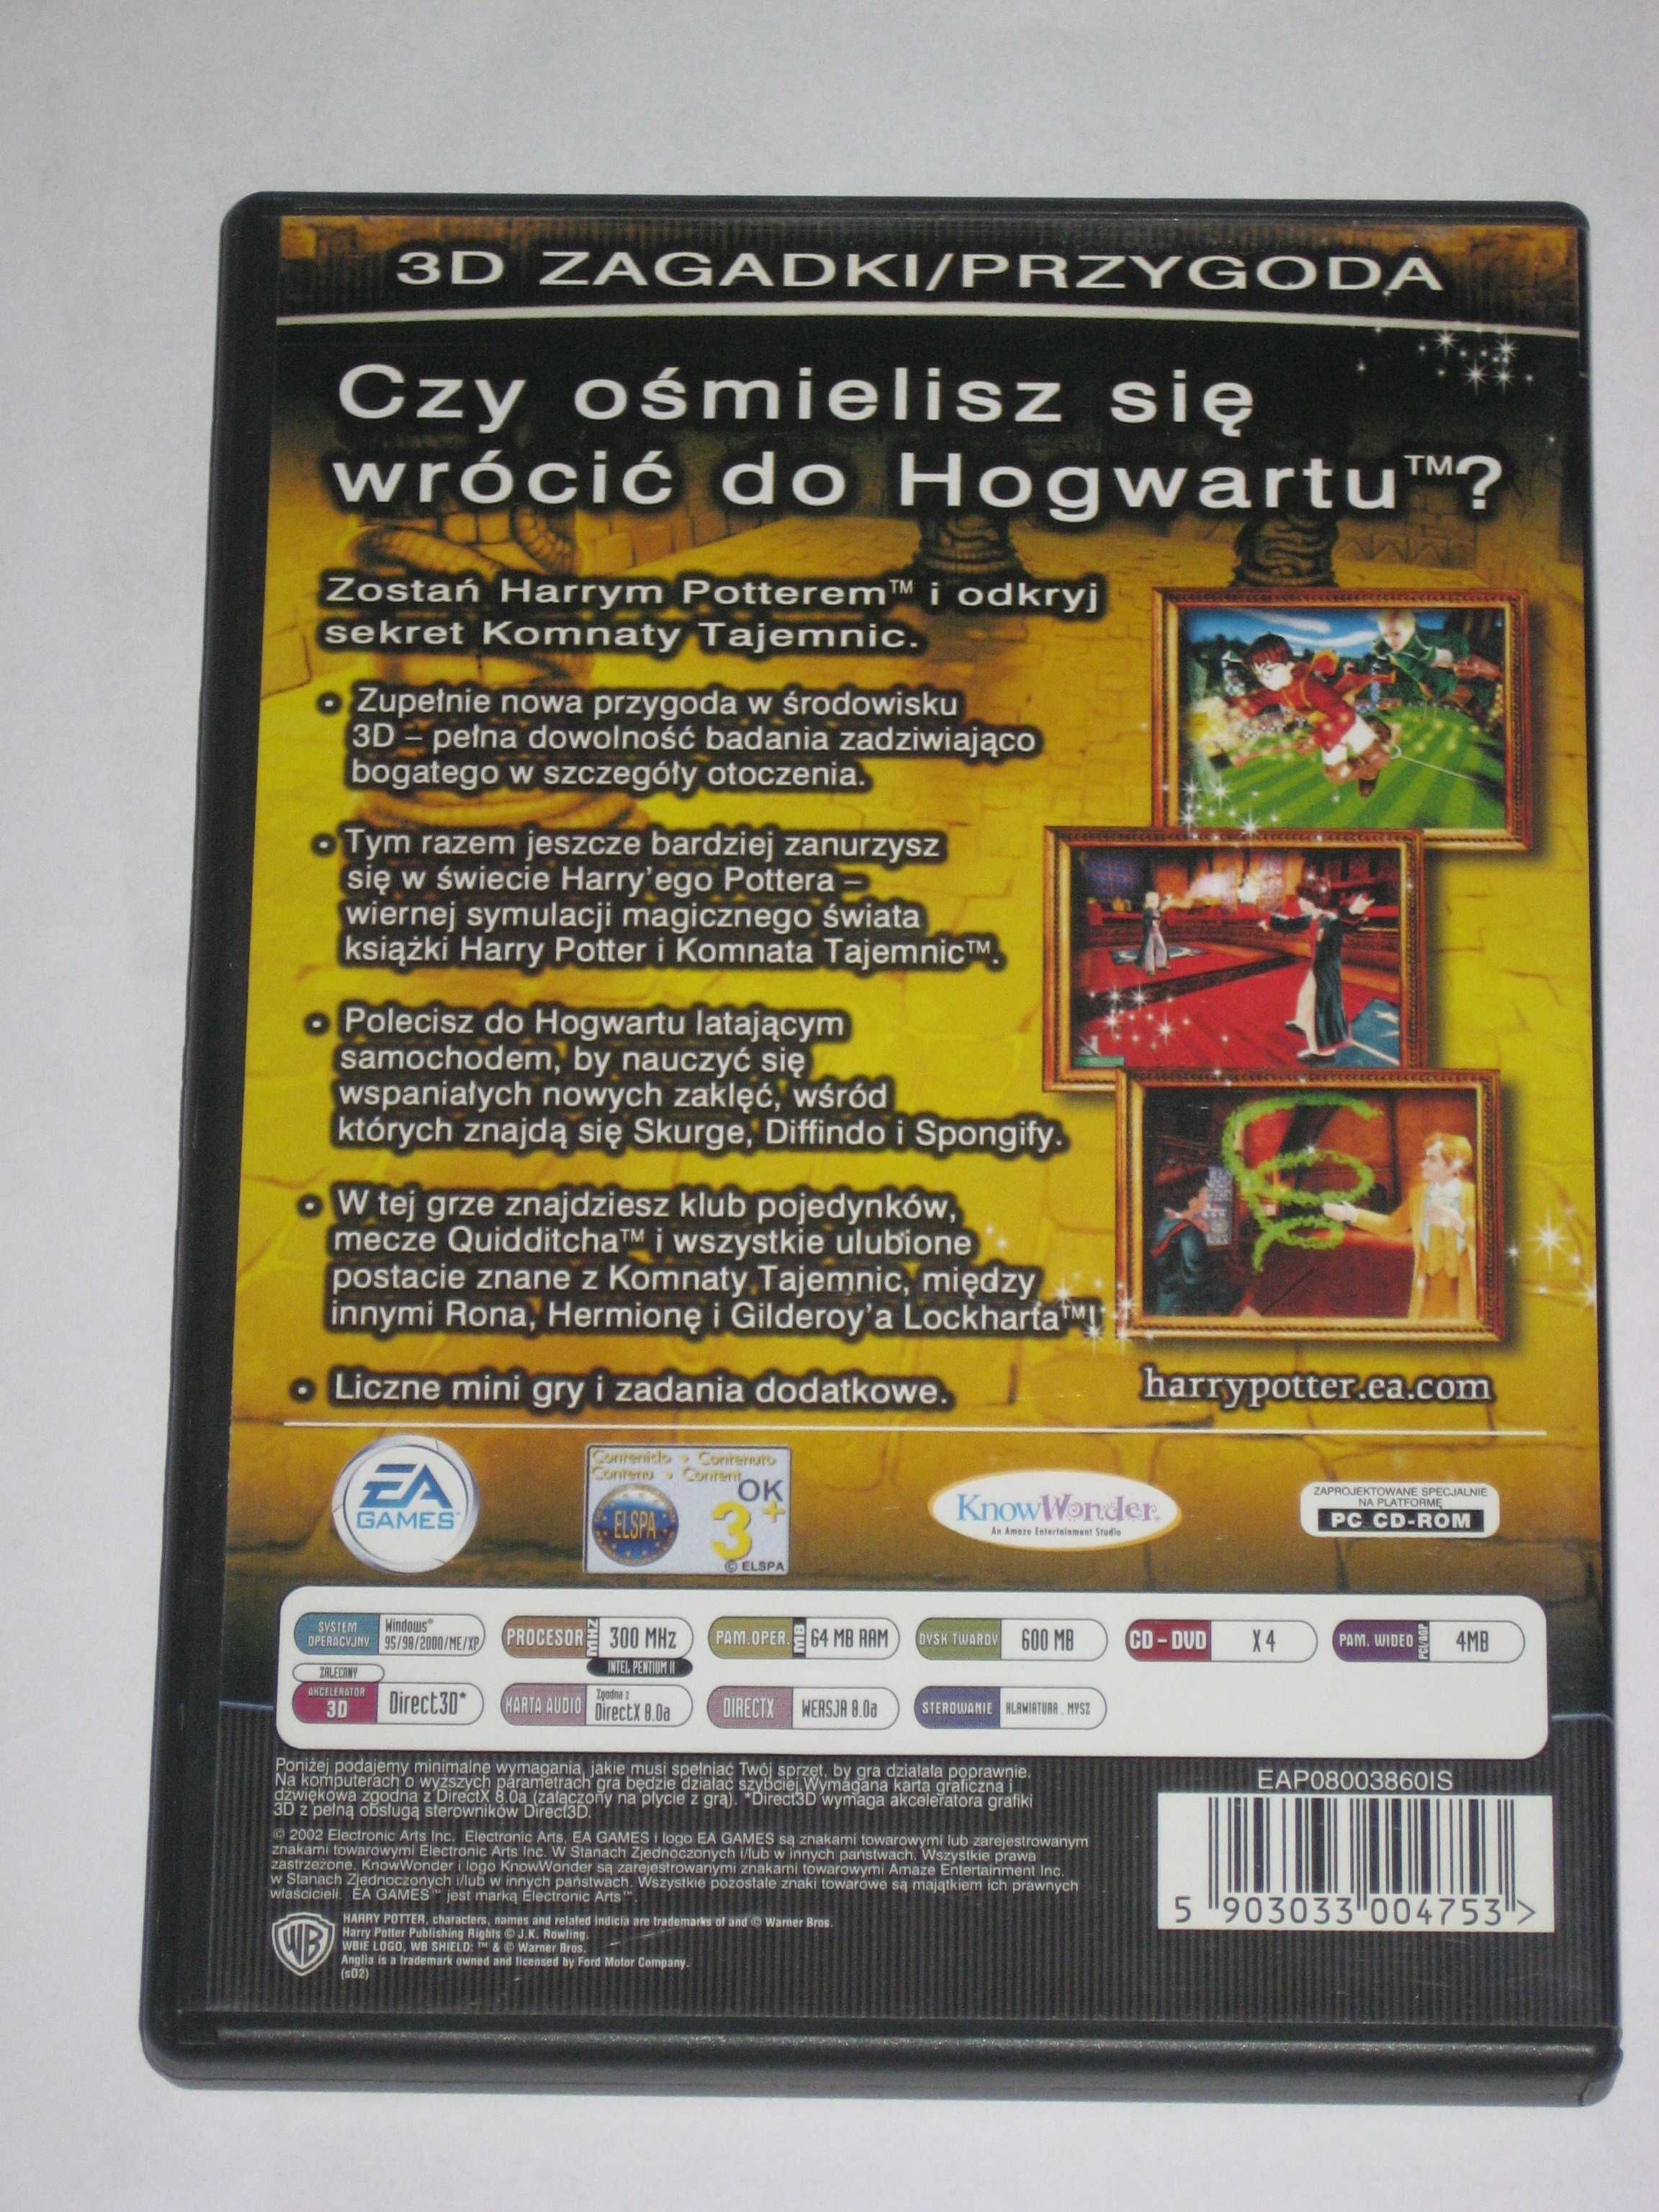 3D ZAGADKI/PRZYGODA
Czy ośmielisz się
wrócić do Hogwartu™?
Zostań Harrym Potterem™ i odkryj
sekret Komnaty Tajemnic.
• Zupełnie nowa przygoda w środowisku
3D – pełna dowolność badania zadziwiająco
bogatego w szczegóły otoczenia.
• Tym razem jeszcze bardziej zanurzysz
się w świecie Harry'ego Pottera –
wiernej symulacji magicznego świata
książki Harry Potter i Komnata Tajemnic™.
• Polecisz do Hogwartu latającym
samochodem, by nauczyć się
wspaniałych nowych zaklęć, wśród
których znajdą się Skurge, Diffindo i Spongify.
• W tej grze znajdziesz klub pojedynków,
mecze Quidditcha™ i wszystkie ulubione
postacie znane z Komnaty Tajemnic, między
innymi Rona, Hermionę i Gilderoy'a Lockharta™!
• Liczne mini gry i zadania dodatkowe.
harrypotter.ea.com
EA
GAMES
Contenido • Contenuto
Contenu • Content
OK
ELSPA
3+
© ELSPA
KnowWonder
An Amaze Entertainment Studio
ZAPROJEKTOWANE SPECJALNIE
NA PLATFORMĘ
PC CD-ROM
SYSTEM OPERACYJNY Windows® 95/98/2000/ME/XP
PROCESOR MHZ 300 MHz
INTEL PENTIUM II
PAM.OPER. MB 64 MB RAM
DYSK TWARDY 600 MB
CD-DVD X4
PAM. WIDEO PCI/AGP 4MB
ZALECANY
AKCELERATOR 3D Direct3D*
KARTA AUDIO Zgodna z DirectX 8.0a
DIRECTX WERSJA 8.0a
STEROWANIE KLAWIATURA, MYSZ
Poniżej podajemy minimalne wymagania, jakie musi spełniać Twój sprzęt, by gra działała poprawnie.
Na komputerach o wyższych parametrach gra będzie działać szybciej.Wymagana karta graficzna i
dźwiękowa zgodna z DirectX 8.0a (załączony na płycie z grą). *Direct3D wymaga akceleratora grafiki
3D z pełną obsługą sterowników Direct3D.
© 2002 Electronic Arts Inc. Electronic Arts, EA GAMES i logo EA GAMES są znakami towarowymi lub zarejestrowanym
znakami towarowymi Electronic Arts Inc. W Stanach Zjednoczonych i/lub w innych państwach. Wszystkie prawa
zastrzeżone. KnowWonder i logo KnowWonder są zarejestrowanymi znakami towarowymi Amaze Entertainment Inc.
w Stanach Zjednoczonych i/lub w innych państwach. Wszystkie pozostałe znaki towarowe są majątkiem ich prawnych
właścicieli. EA GAMES™ jest marką Electronic Arts™.
WB
HARRY POTTER, characters, names and related indicia are trademarks of and © Warner Bros.
Harry Potter Publishing Rights © J.K. Rowling.
WBIE LOGO, WB SHIELD: ™ & © Warner Bros.
Anglia is a trademark owned and licensed by Ford Motor Company.
(s02)
EAP08003860IS
5 903033 004753 >